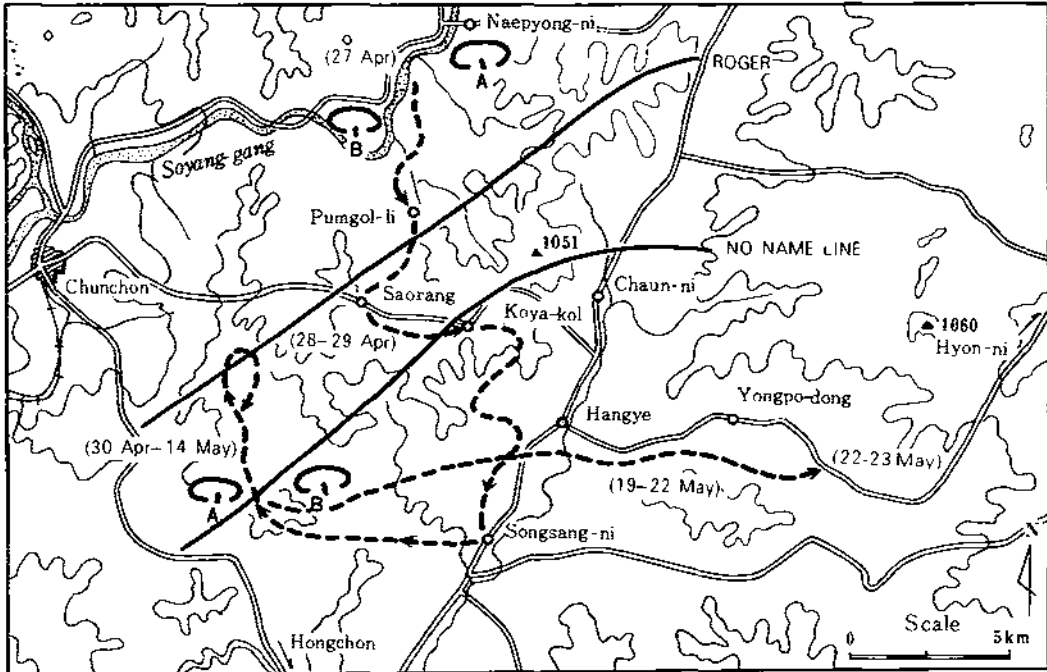 Naepyong-ni
(27 Apr)
A
ROGER
B
Soyang-gang
Pumgol-li
1051
NO NAME LINE
Chunchon
Saorang
Chaun-ni
Koya-kol
1060
Hyon-ni
(28-29 Apr)
Yongpo-dong
Hangye
(30 Apr-14 May)
(22-23 May)
(19-22 May)
A
B
Songsang-ni
N
Hongchon
Scale
0
5km